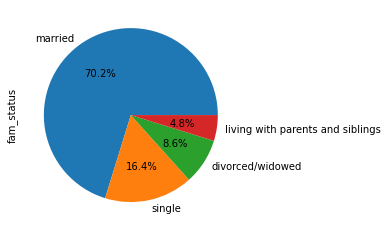 married
70.2%
fam_status
4.8%
living with parents and siblings
8.6%
16.4%
divorced/widowed
single